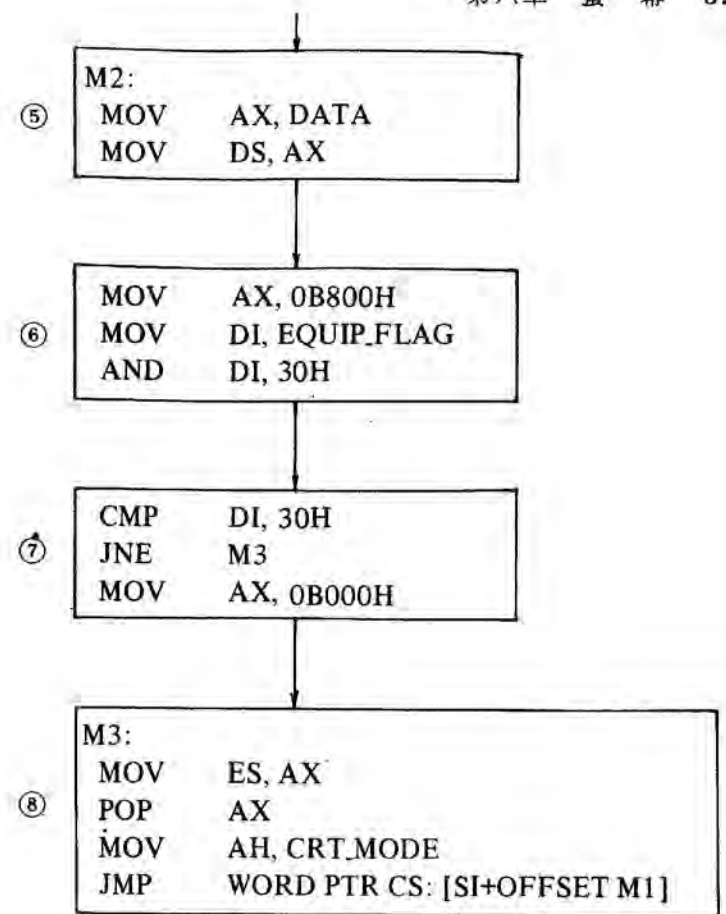 M2:
⑤ MOV AX, DATA
MOV DS, AX
MOV AX, 0B800H
⑥ MOV DI, EQUIP_FLAG
AND DI, 30H
CMP DI, 30H
⑦ JNE M3
MOV AX, 0B000H
M3:
MOV ES, AX
⑧ POP AX
MOV AH, CRT_MODE
JMP WORD PTR CS: [SI+OFFSET M1]